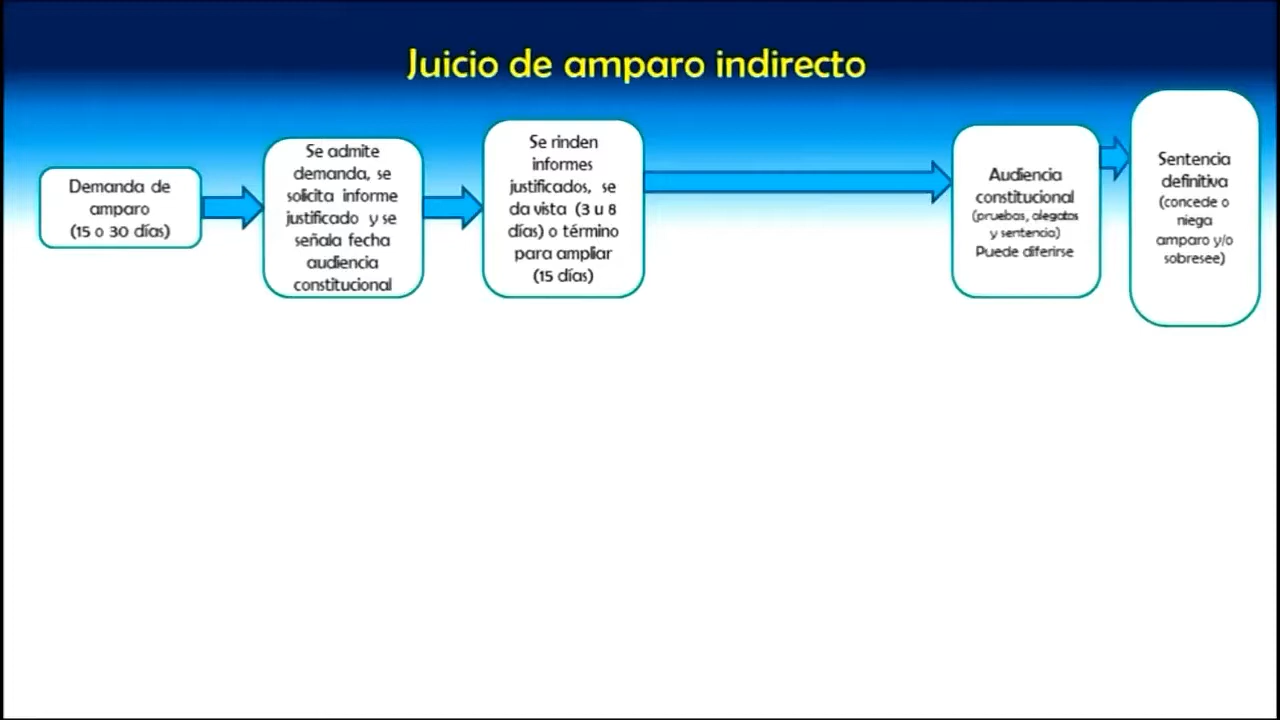 Juicio de amparo indirecto
Demanda de
amparo
(15 o 30 días)
Se admite
demanda, se
solicita informe
justificado y se
señala fecha
audiencia
constitucional
Se rinden
informes
justificados, se
da vista (3 u 8
días) o término
para ampliar
(15 días)
Audiencia
constitucional
(pruebas, alegatos
y sentencia)
Puede diferirse
Sentencia
definitiva
(concede o
niega
amparo y/o
sobresee)